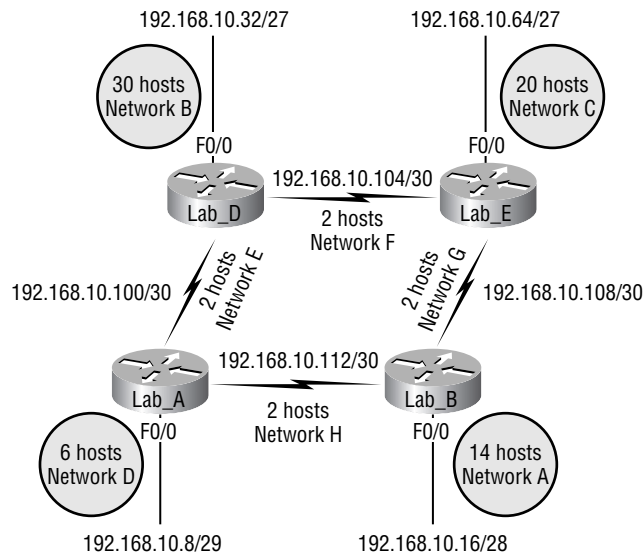 192.168.10.32/27
192.168.10.64/27
30 hosts
Network B
20 hosts
Network C
F0/0
F0/0
192.168.10.104/30
Lab_D
Lab_E
2 hosts
Network F
2 hosts
Network E
2 hosts
Network G
192.168.10.100/30
192.168.10.108/30
192.168.10.112/30
Lab_A
Lab_B
2 hosts
Network H
F0/0
F0/0
6 hosts
Network D
14 hosts
Network A
192.168.10.8/29
192.168.10.16/28